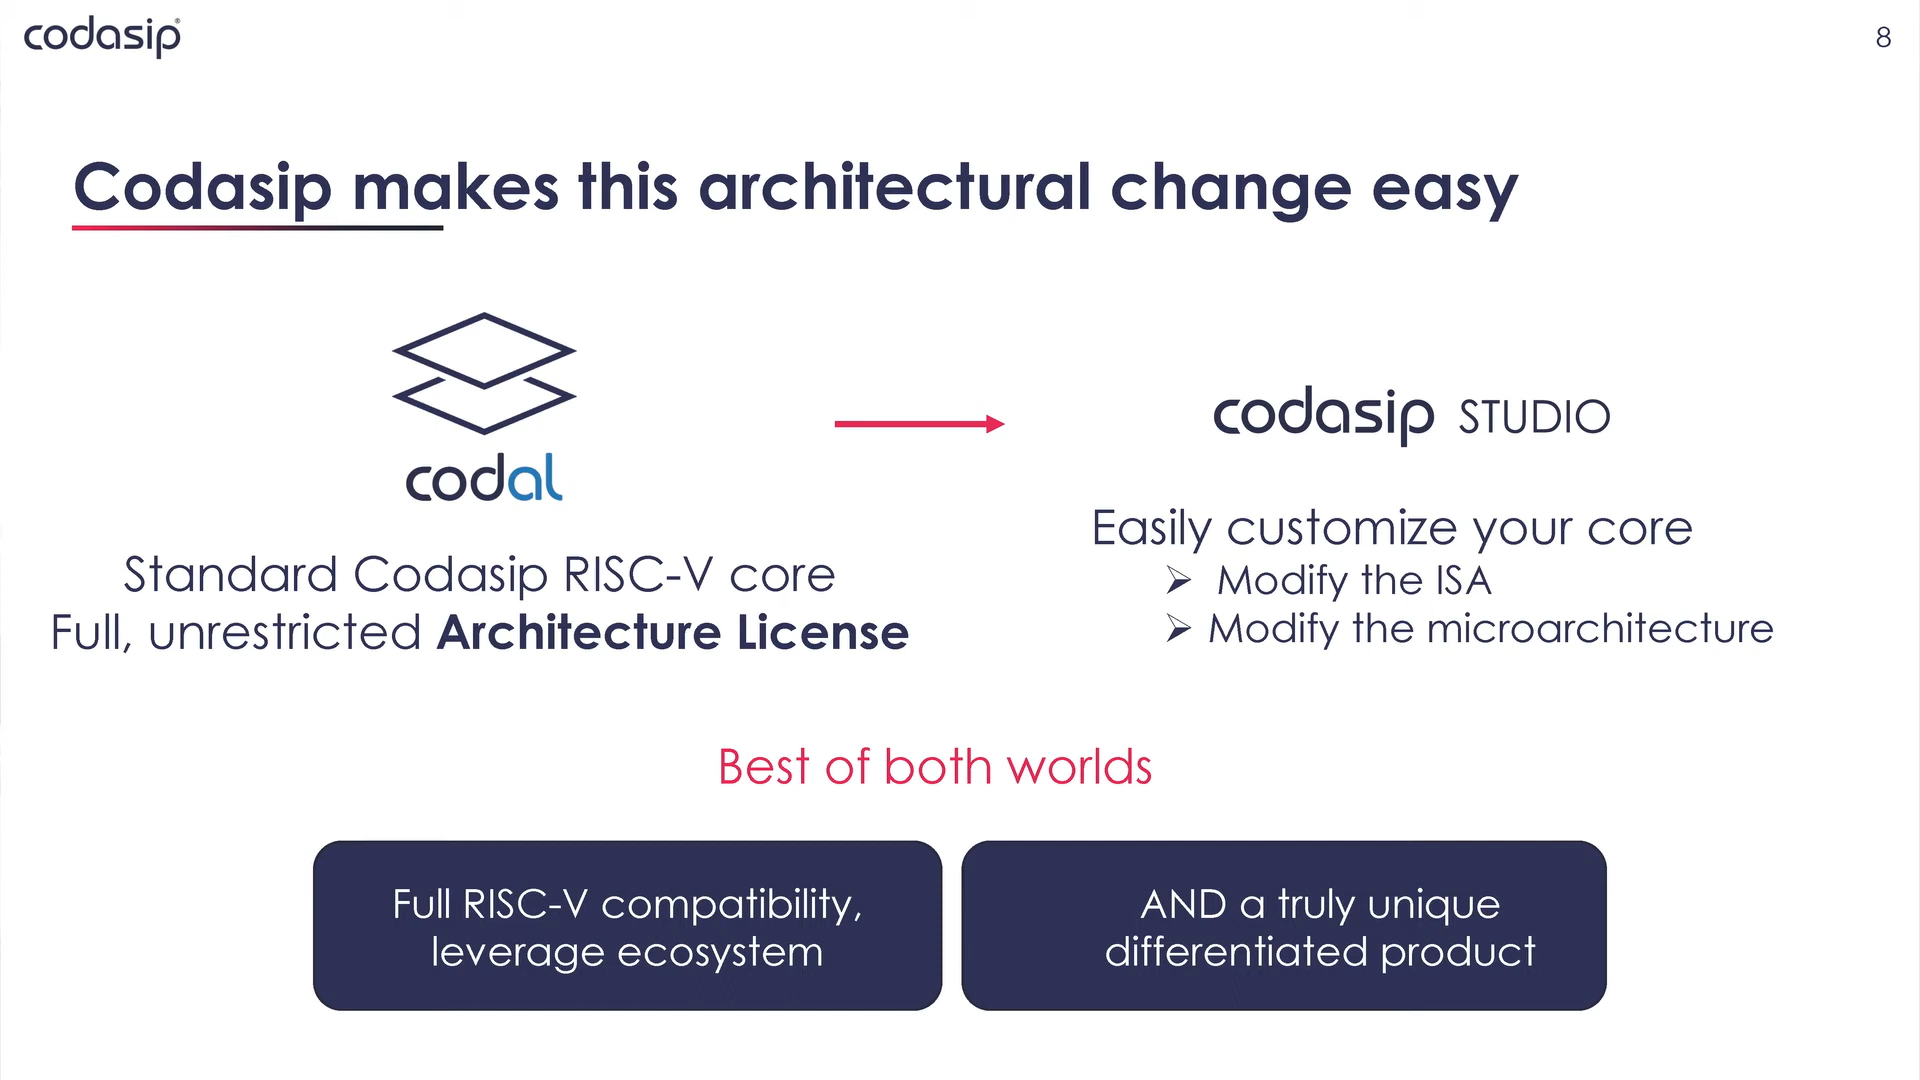 codasip®
8
Codasip makes this architectural change easy
codal
Standard Codasip RISC-V core
Full, unrestricted Architecture License
codasip STUDIO
Easily customize your core
➢ Modify the ISA
➢ Modify the microarchitecture
Best of both worlds
Full RISC-V compatibility,
leverage ecosystem
AND a truly unique
differentiated product